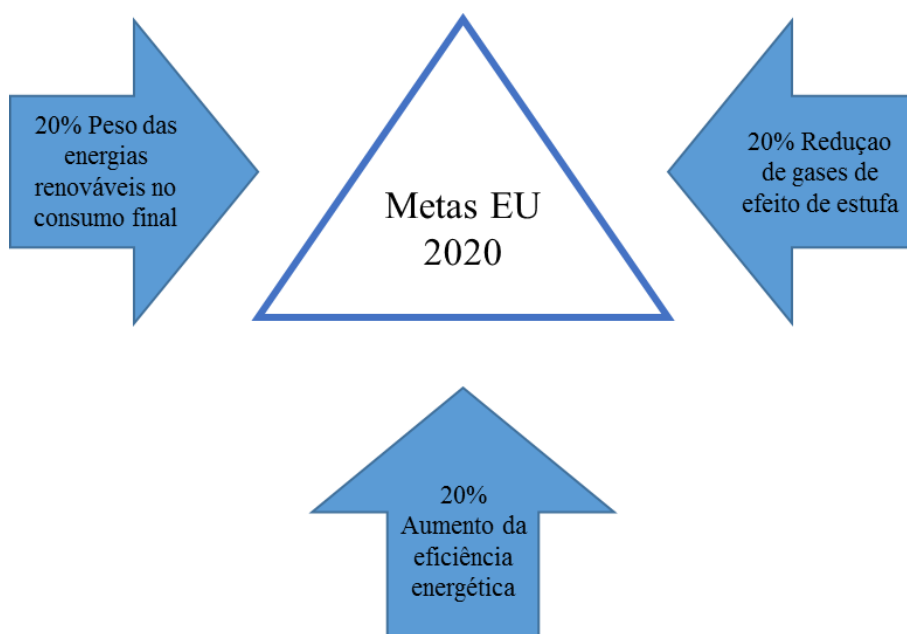 20% Peso das
energias
renováveis no
consumo final
Metas EU
2020
20% Reduçao
de gases de
efeito de estufa
20%
Aumento da
eficiência
energética